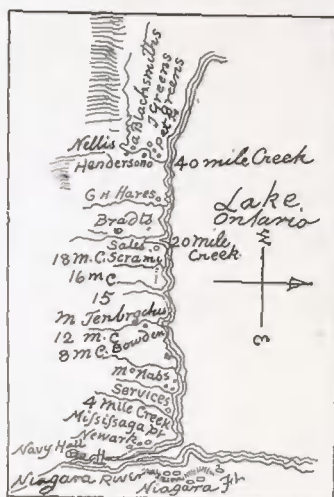 a Blacksmiths
J Greens
Pet Greens
Nellis
Henderson
40 mile Creek
G H Hares
Bradts
Lake
Ontario
Sales
20 mile
Creek
18 M.C. Scram
16 m C
15
M Tenbrochus
12 m. C
8 m C. Bowden
McNabs
Services
4 Mile Creek
Missisaga Pt
Newark
Navy Hall
Niagara River
Niagara Ft
W
E